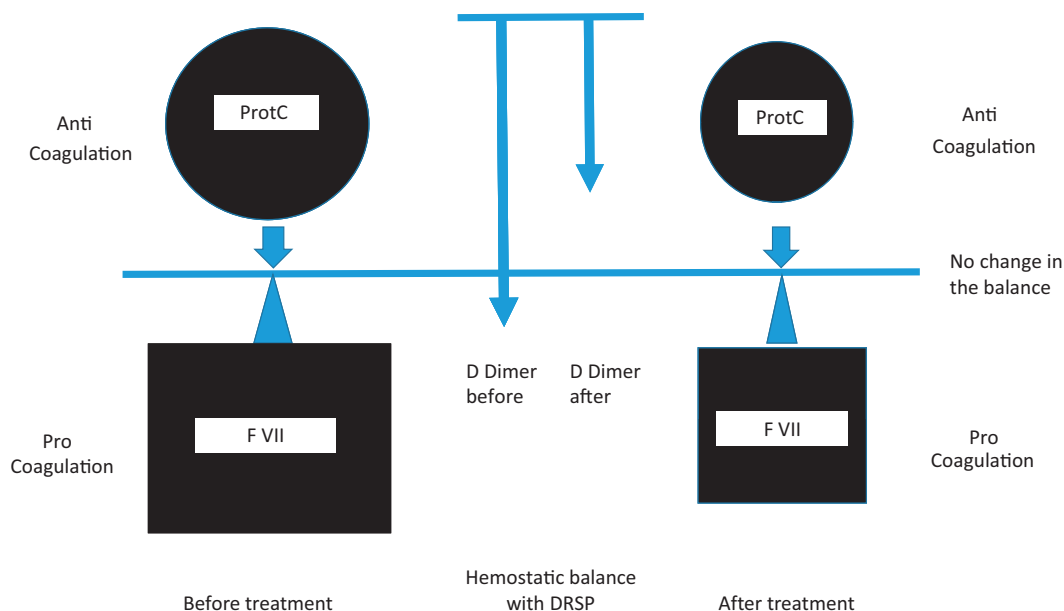 ProtC
Anti
Coagulation
ProtC
Anti
Coagulation
No change in
the balance
D Dimer
before
D Dimer
after
F VII
Pro
Coagulation
F VII
Pro
Coagulation
Before treatment
Hemostatic balance
with DRSP
After treatment